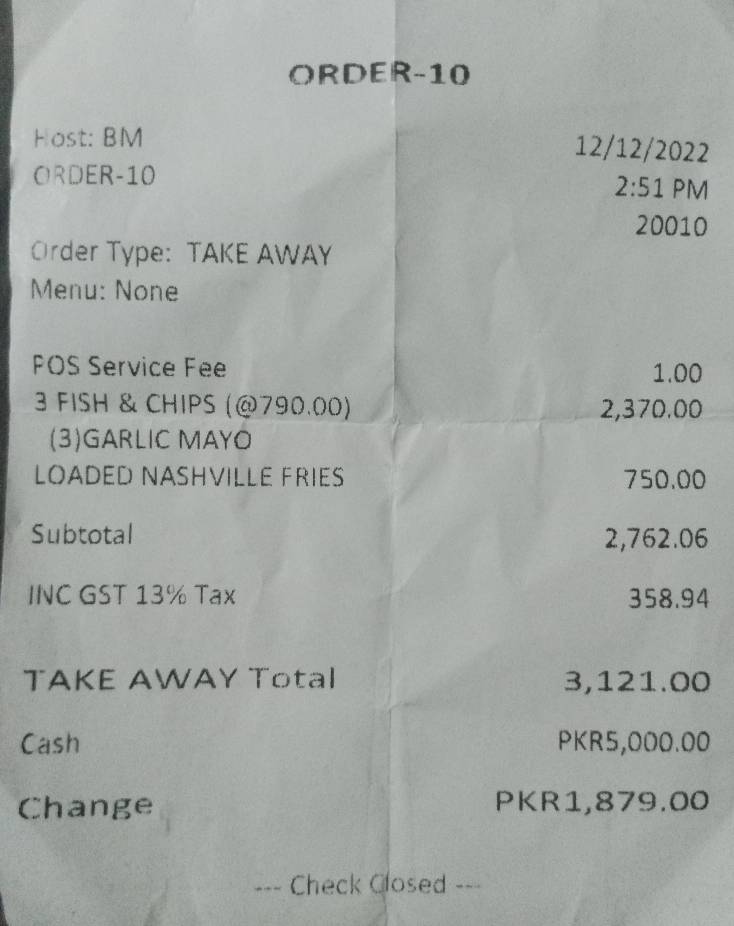 ORDER-10
Host: BM
12/12/2022
ORDER-10
2:51 PM
20010
Order Type: TAKE AWAY
Menu: None
POS Service Fee 1.00
3 FISH & CHIPS (@790.00) 2,370.00
(3)GARLIC MAYO
LOADED NASHVILLE FRIES 750.00
Subtotal 2,762.06
INC GST 13% Tax 358.94
TAKE AWAY Total 3,121.00
Cash PKR5,000.00
Change PKR1,879.00
--- Check Closed ---